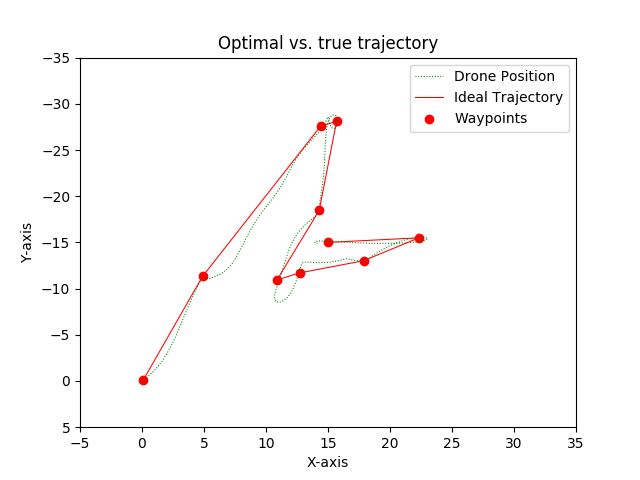 Optimal vs. true trajectory
Drone Position
Ideal Trajectory
Waypoints
Y-axis
−35
−30
−25
−20
−15
−10
−5
0
5
−5 0 5 10 15 20 25 30 35
X-axis